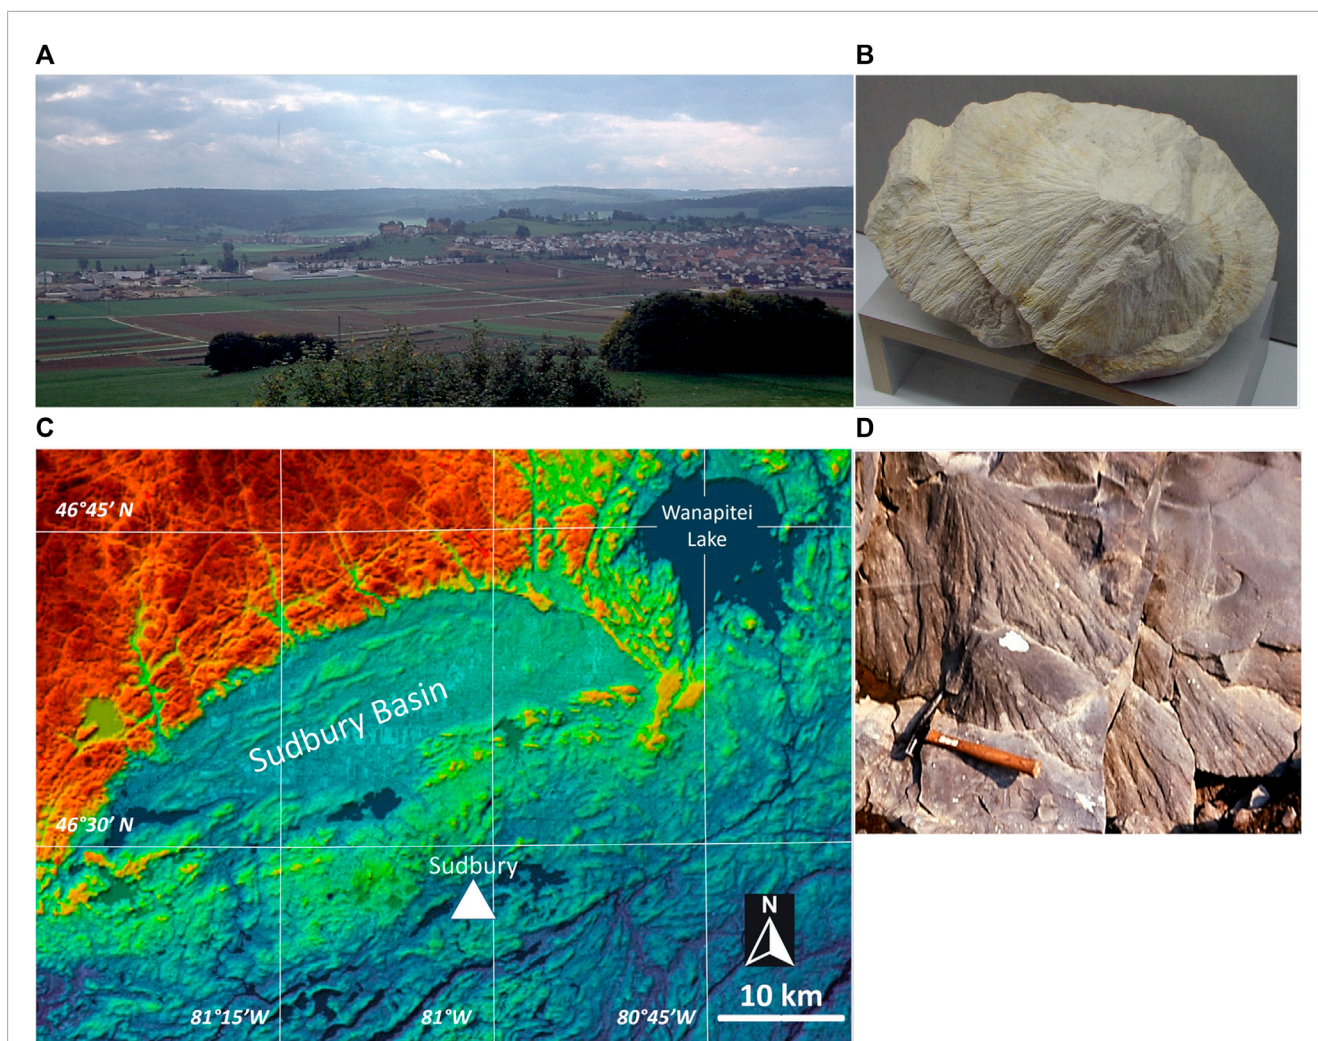 A
B
C
D
46°45′ N
Wanapitei
Lake
Sudbury Basin
46°30′ N
Sudbury
N
81°15′W
81°W
80°45′W
10 km